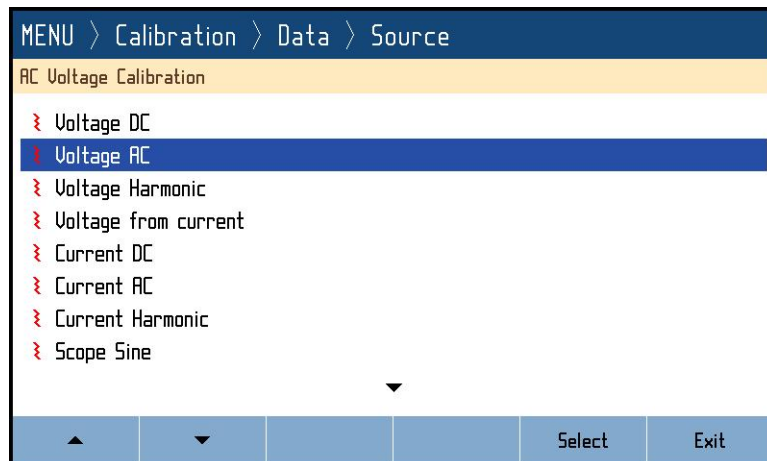 MENU 〉 Calibration 〉 Data 〉 Source
AC Voltage Calibration
Voltage DC
Voltage AC
Voltage Harmonic
Voltage from current
Current DC
Current AC
Current Harmonic
Scope Sine
Select Exit